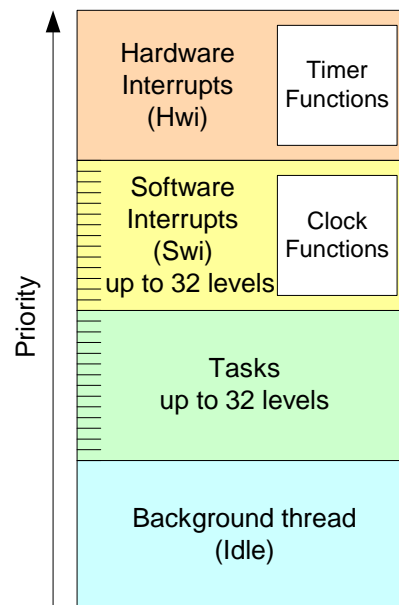 Priority
Hardware
Interrupts
(Hwi)
Timer
Functions
Software
Interrupts
(Swi)
up to 32 levels
Clock
Functions
Tasks
up to 32 levels
Background thread
(Idle)